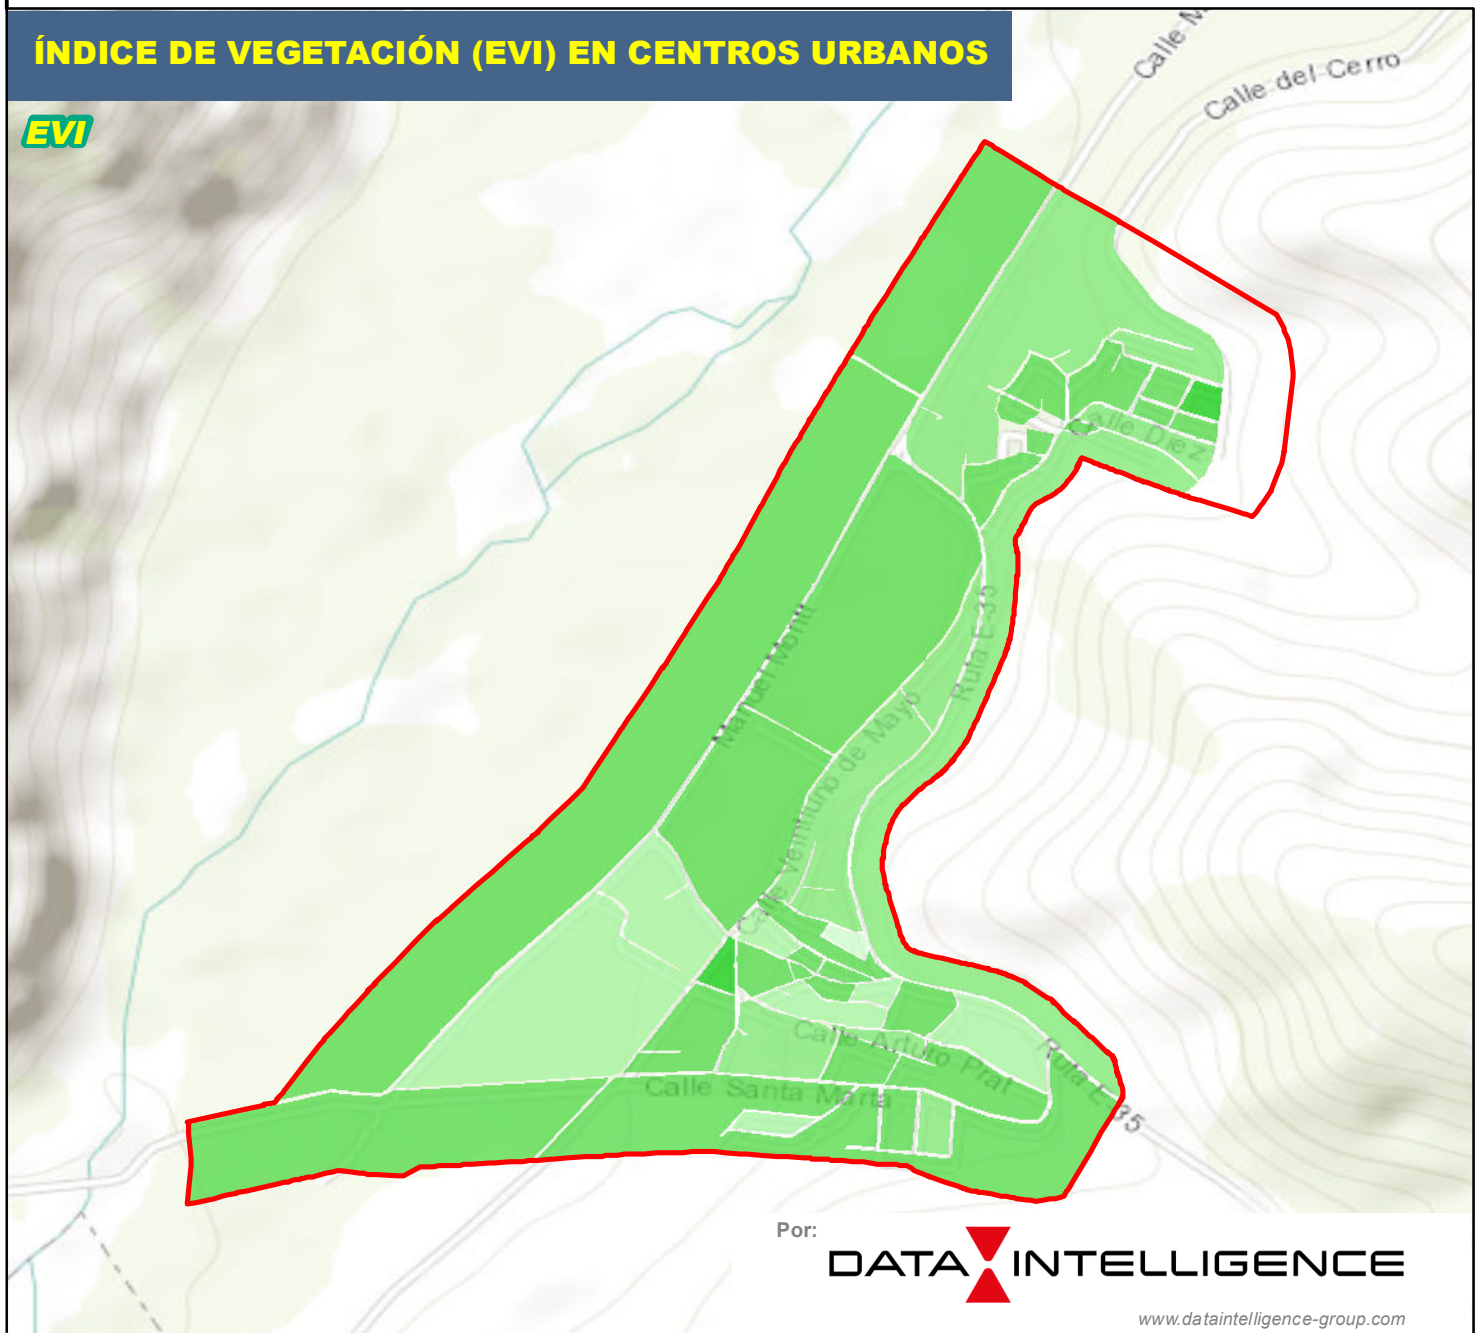 ÍNDICE DE VEGETACIÓN (EVI) EN CENTROS URBANOS
EVI
Calle M
Calle del Cerro
Calle Diez
Ruta E-35
Manuel Montt
Calle Veintiuno de Mayo
Calle Arturo Prat
Ruta E-35
Calle Santa Marta
Por:
DATA INTELLIGENCE
www.dataintelligence-group.com